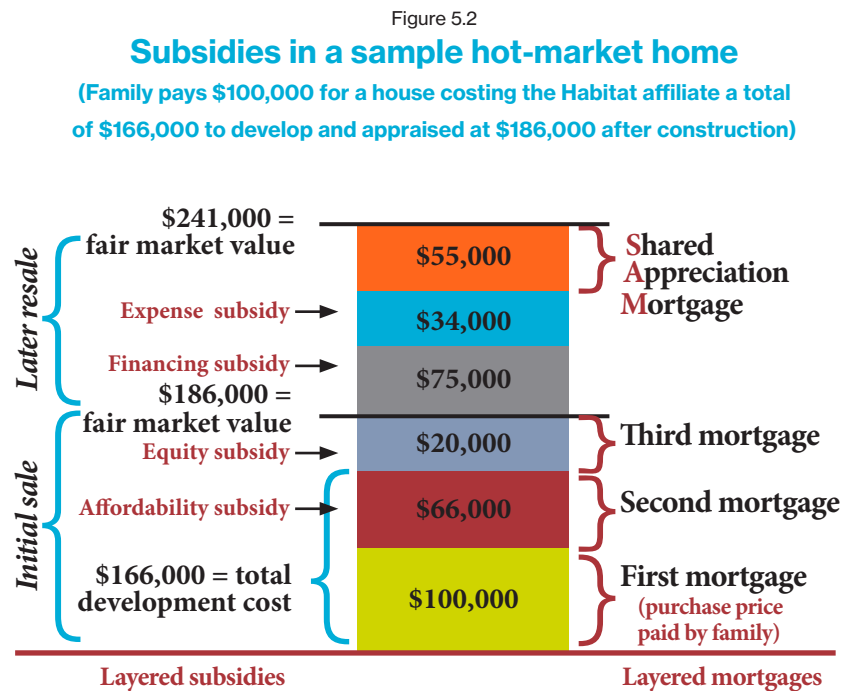 Figure 5.2
Subsidies in a sample hot-market home
(Family pays $100,000 for a house costing the Habitat affiliate a total
of $166,000 to develop and appraised at $186,000 after construction)
Later resale
$241,000 =
fair market value
Expense subsidy
Financing subsidy
$186,000 =
fair market value
Equity subsidy
Affordability subsidy
Initial sale
$166,000 = total
development cost
$55,000
$34,000
$75,000
$20,000
$66,000
$100,000
Shared
Appreciation
Mortgage
Third mortgage
Second mortgage
First mortgage
(purchase price
paid by family)
Layered subsidies
Layered mortgages